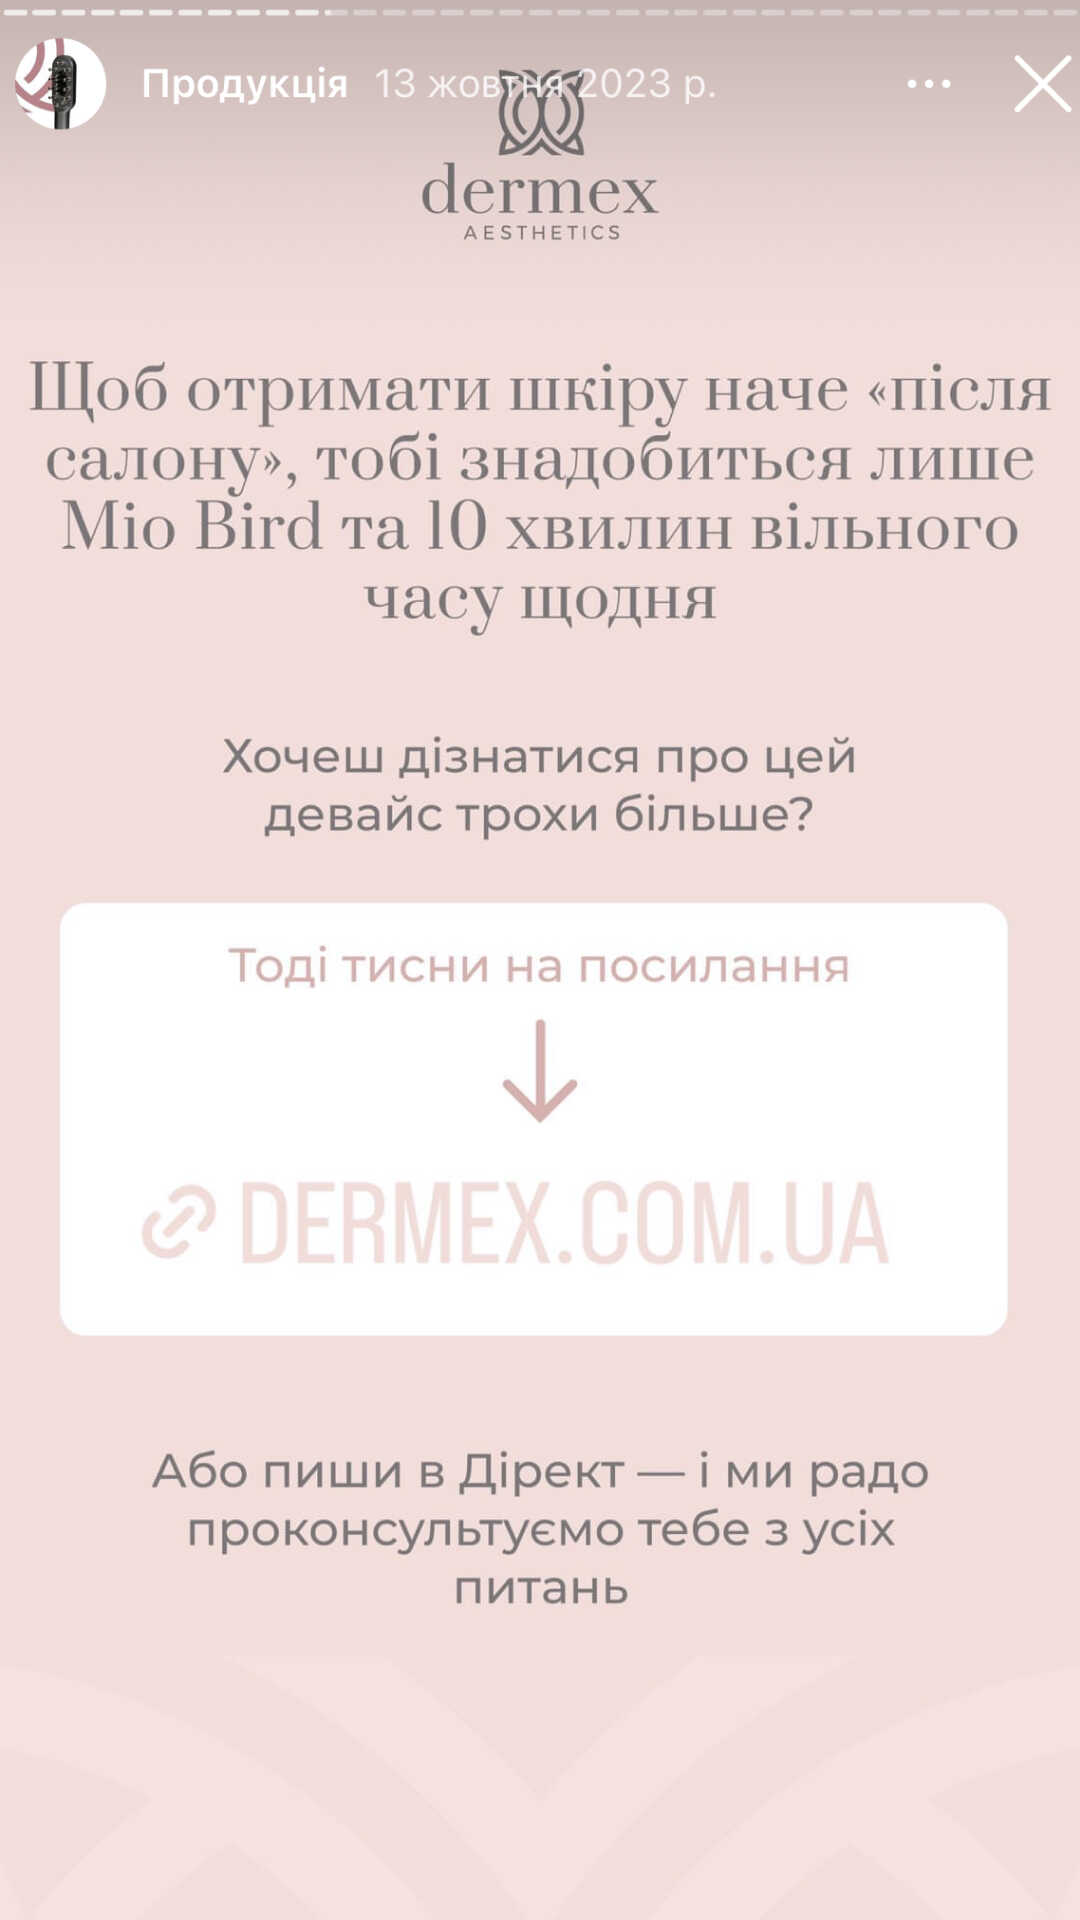 Продукція 13 жовтня 2023 р.
dermex
AESTHETICS
Щоб отримати шкіру наче «після
салону», тобі знадобиться лише
Mio Bird та 10 хвилин вільного
часу щодня
Хочеш дізнатися про цей
девайс трохи більше?
Тоді тисни на посилання
DERMEX.COM.UA
Або пиши в Дірект — і ми радо
проконсультуємо тебе з усіх
питань